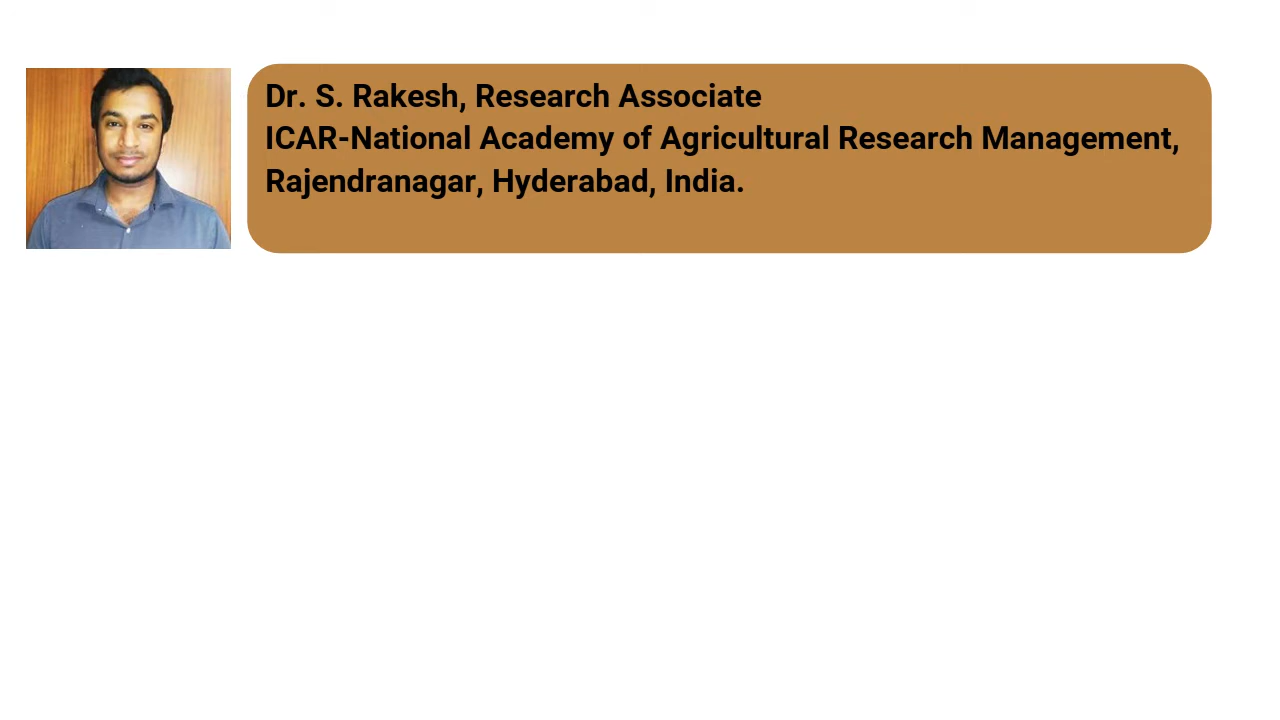 Dr. S. Rakesh, Research Associate
ICAR-National Academy of Agricultural Research Management,
Rajendranagar, Hyderabad, India.